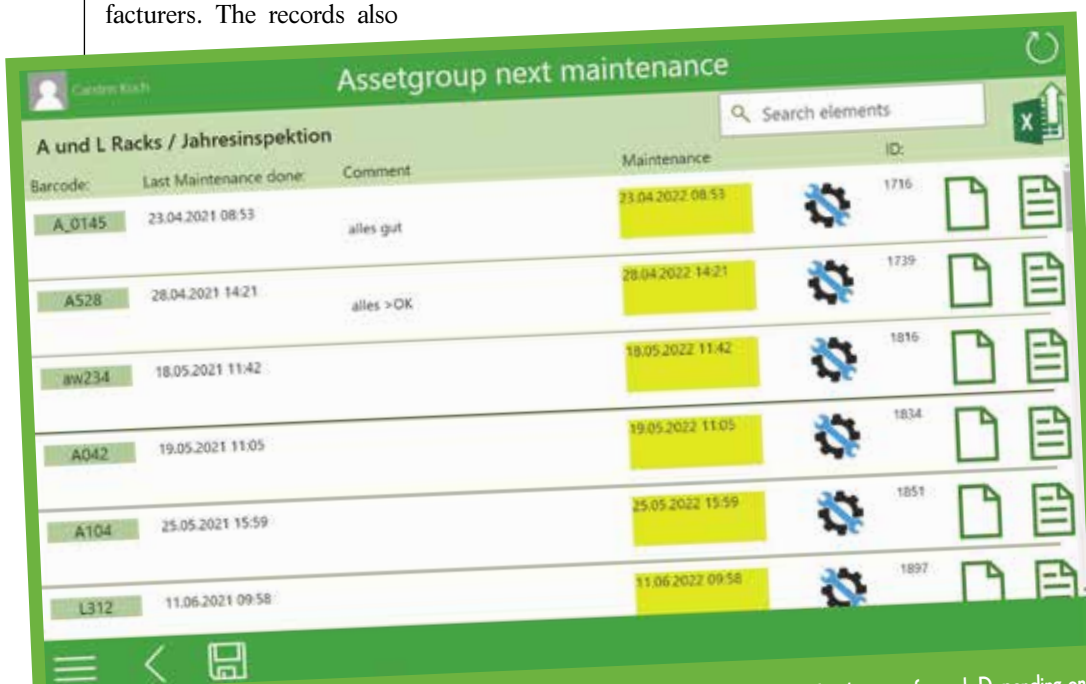 facturers. The records also
Carsten Koch
Assetgroup next maintenance
Search elements
A und L Racks / Jahresinspektion
Barcode: Last Maintenance done: Comment Maintenance ID:
A_0145 23.04.2021 08:53 alles gut 23.04.2022 08:53 1716
A528 28.04.2021 14:21 alles >OK 28.04.2022 14:21 1739
aw234 18.05.2021 11:42 18.05.2022 11:42 1816
A042 19.05.2021 11:05 19.05.2022 11:05 1834
A104 25.05.2021 15:59 25.05.2022 15:59 1851
L312 11.06.2021 09:58 11.06.2022 09:58 1897